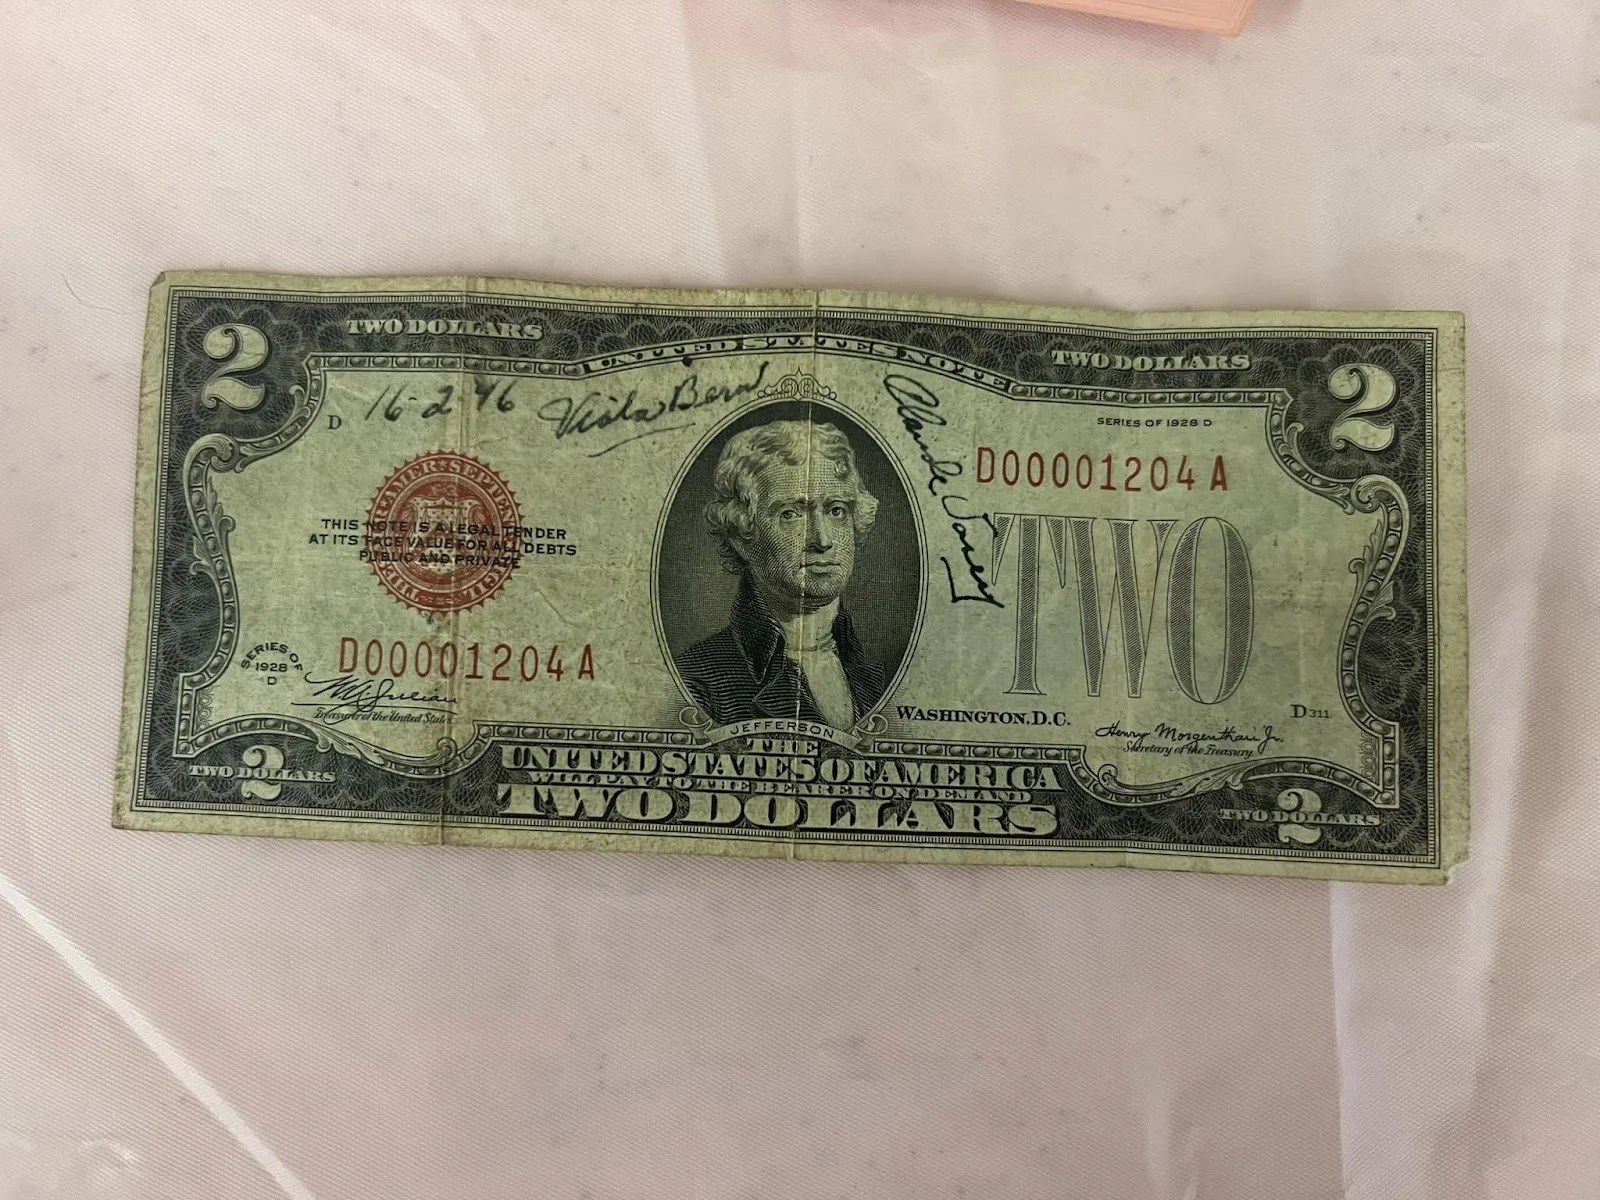 2 TWO DOLLARS UNITED STATES NOTE TWO DOLLARS 2
D 16-2-46 Viola
SERIES OF 1928 D
D00001204A
THIS NOTE IS A LEGAL TENDER
AT ITS FACE VALUE FOR ALL DEBTS
PUBLIC AND PRIVATE
TWO
D00001204A
SERIES OF
1928
D
Treasurer of the United States
JEFFERSON
WASHINGTON, D.C.
D311
Henry Morgenthau Jr.
Secretary of the Treasury
THE
UNITED STATES OF AMERICA
WILL PAY TO THE BEARER ON DEMAND
TWO DOLLARS
TWO 2 DOLLARS
TWO 2 DOLLARS